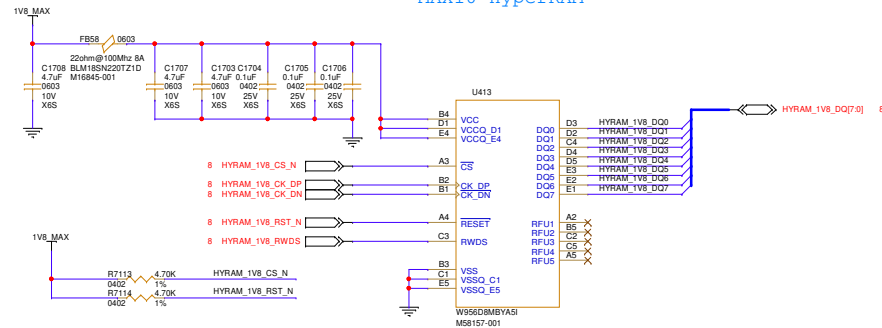 MAX10 HyperRAM
1V8_MAX
FB58 0603
22ohm@100Mhz 8A
BLM18SN220TZ1D
M16845-001
C1708
4.7uF
0603
10V
X6S
C1707
4.7uF
0603
10V
X6S
C1703
4.7uF
0603
10V
X6S
C1704
0.1uF
0402
25V
X6S
C1705
0.1uF
0402
25V
X6S
C1706
0.1uF
0402
25V
X6S
U413
B4 VCC
D1 VCCQ_D1
E4 VCCQ_E4
8 HYRAM_1V8_CS_N A3 CS
8 HYRAM_1V8_CK_DP B2 CK_DP
8 HYRAM_1V8_CK_DN B1 CK_DN
8 HYRAM_1V8_RST_N A4 RESET
8 HYRAM_1V8_RWDS C3 RWDS
B3 VSS
C1 VSSQ_C1
E5 VSSQ_E5
DQ0 D3 HYRAM_1V8_DQ0
DQ1 D2 HYRAM_1V8_DQ1
DQ2 C4 HYRAM_1V8_DQ2
DQ3 D4 HYRAM_1V8_DQ3
DQ4 D5 HYRAM_1V8_DQ4
DQ5 E3 HYRAM_1V8_DQ5
DQ6 E2 HYRAM_1V8_DQ6
DQ7 E1 HYRAM_1V8_DQ7
HYRAM_1V8_DQ[7:0] 8
RFU1 A2
RFU2 B5
RFU3 C2
RFU4 C5
RFU5 A5
W956D8MBYA5I
M58157-001
1V8_MAX
R7113 4.70K HYRAM_1V8_CS_N
0402 1%
R7114 4.70K HYRAM_1V8_RST_N
0402 1%